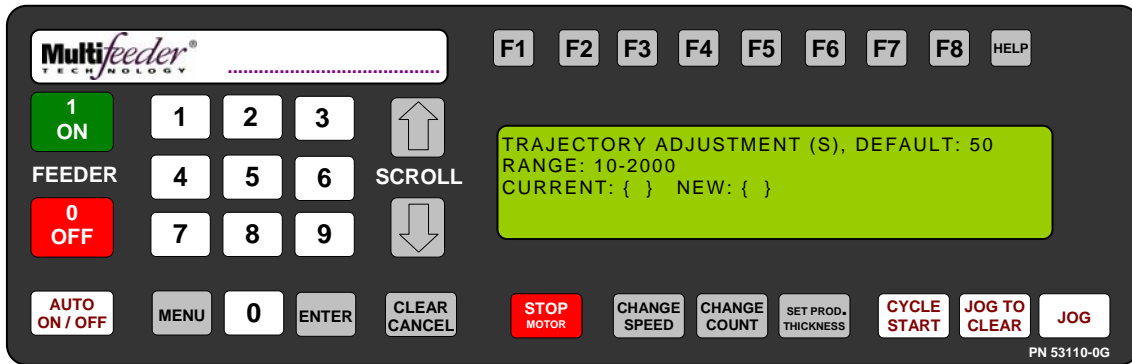 Multifeeder®
TECHNOLOGY
F1 F2 F3 F4 F5 F6 F7 F8 HELP
1
ON
FEEDER
0
OFF
1 2 3
4 5 6
7 8 9
SCROLL
TRAJECTORY ADJUSTMENT (S), DEFAULT: 50
RANGE: 10-2000
CURRENT: { } NEW: { }
AUTO
ON / OFF
MENU
0
ENTER
CLEAR
CANCEL
STOP
MOTOR
CHANGE
SPEED
CHANGE
COUNT
SET PROD.
THICKNESS
CYCLE
START
JOG TO
CLEAR
JOG
PN 53110-0G